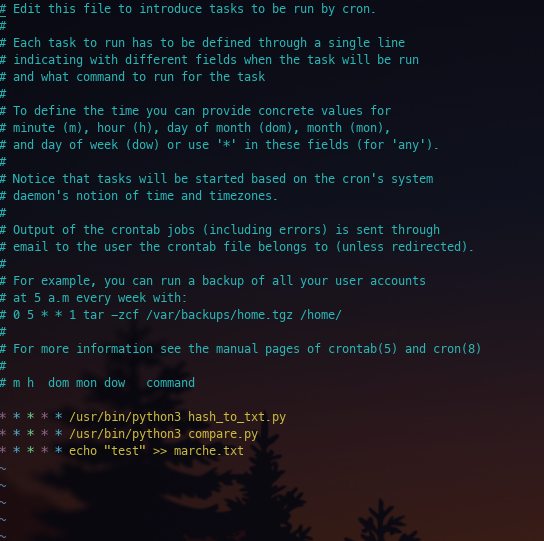 # Edit this file to introduce tasks to be run by cron.
#
# Each task to run has to be defined through a single line
# indicating with different fields when the task will be run
# and what command to run for the task
#
# To define the time you can provide concrete values for
# minute (m), hour (h), day of month (dom), month (mon),
# and day of week (dow) or use '*' in these fields (for 'any').
#
# Notice that tasks will be started based on the cron's system
# daemon's notion of time and timezones.
#
# Output of the crontab jobs (including errors) is sent through
# email to the user the crontab file belongs to (unless redirected).
#
# For example, you can run a backup of all your user accounts
# at 5 a.m every week with:
# 0 5 * * 1 tar -zcf /var/backups/home.tgz /home/
#
# For more information see the manual pages of crontab(5) and cron(8)
#
# m h  dom mon dow   command

* * * * * /usr/bin/python3 hash_to_txt.py
* * * * * /usr/bin/python3 compare.py
* * * * * echo "test" >> marche.txt
~
~
~
~
~